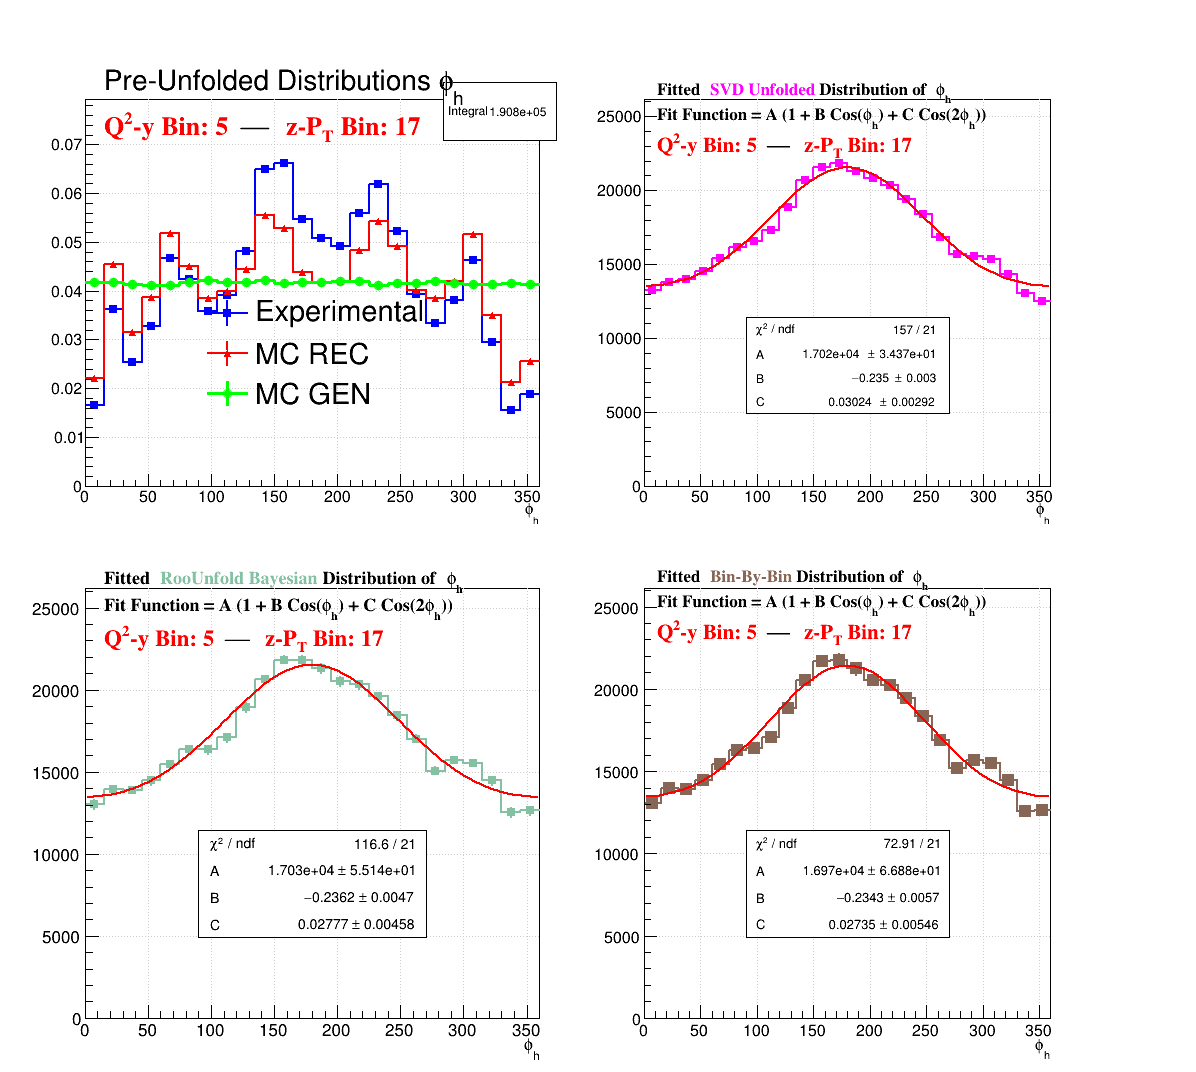 Pre-Unfolded Distributions ϕh
Integral 1.908e+05
Q²-y Bin: 5 — z-PT Bin: 17
0.07
0.06
0.05
0.04
0.03
0.02
0.01
0
Experimental
MC REC
MC GEN
0 50 100 150 200 250 300 350
ϕh
Fitted SVD Unfolded Distribution of ϕh
Fit Function = A (1 + B Cos(ϕh) + C Cos(2ϕh))
Q²-y Bin: 5 — z-PT Bin: 17
25000
20000
15000
10000
5000
0
χ² / ndf 157 / 21
A 1.702e+04 ± 3.437e+01
B −0.235 ± 0.003
C 0.03024 ± 0.00292
0 50 100 150 200 250 300 350
ϕh
Fitted RooUnfold Bayesian Distribution of ϕh
Fit Function = A (1 + B Cos(ϕh) + C Cos(2ϕh))
Q²-y Bin: 5 — z-PT Bin: 17
25000
20000
15000
10000
5000
0
χ² / ndf 116.6 / 21
A 1.703e+04 ± 5.514e+01
B −0.2362 ± 0.0047
C 0.02777 ± 0.00458
0 50 100 150 200 250 300 350
ϕh
Fitted Bin-By-Bin Distribution of ϕh
Fit Function = A (1 + B Cos(ϕh) + C Cos(2ϕh))
Q²-y Bin: 5 — z-PT Bin: 17
25000
20000
15000
10000
5000
0
χ² / ndf 72.91 / 21
A 1.697e+04 ± 6.688e+01
B −0.2343 ± 0.0057
C 0.02735 ± 0.00546
0 50 100 150 200 250 300 350
ϕh